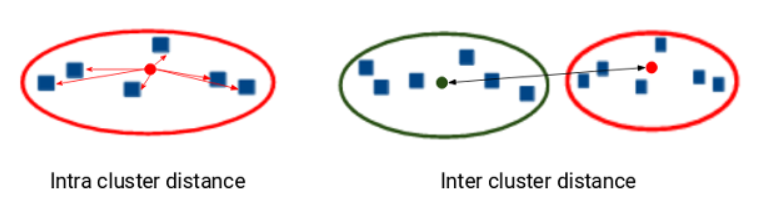 Intra cluster distance
Inter cluster distance